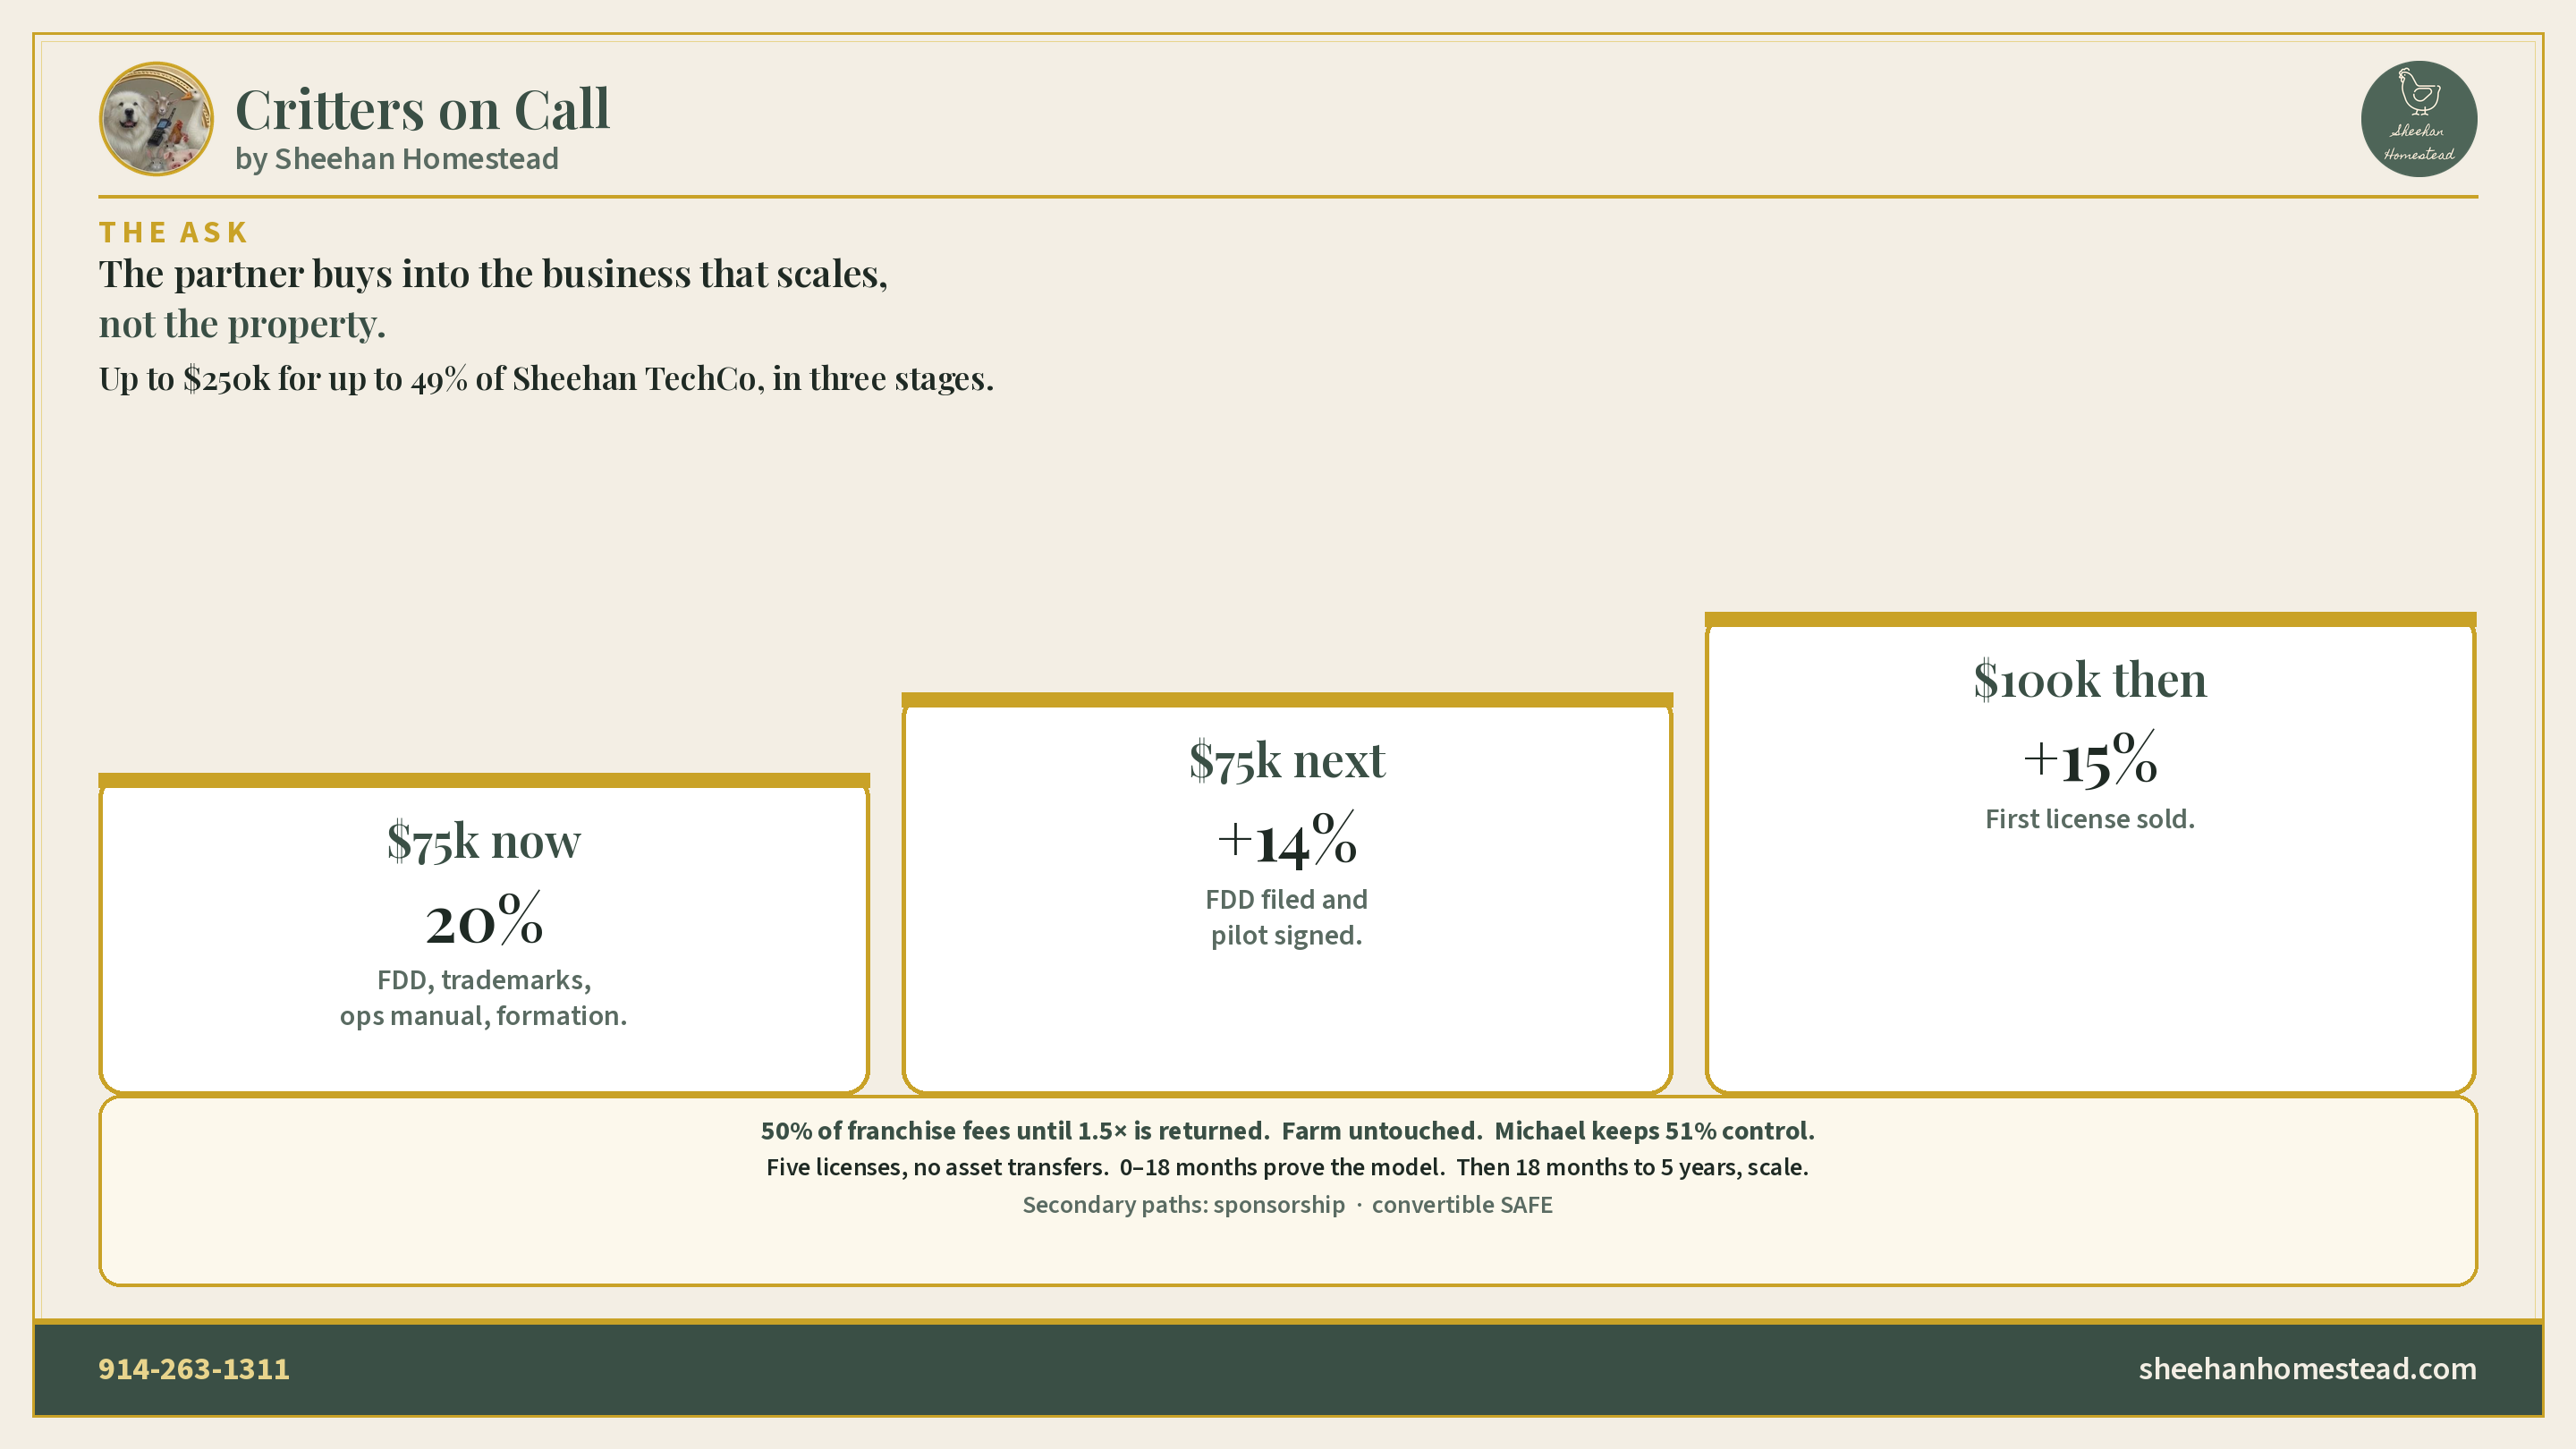 Critters on Call
by Sheehan Homestead
Sheehan
Homestead
THE ASK
The partner buys into the business that scales,
not the property.
Up to $250k for up to 49% of Sheehan TechCo, in three stages.
$75k now
20%
FDD, trademarks,
ops manual, formation.
$75k next
+14%
FDD filed and
pilot signed.
$100k then
+15%
First license sold.
50% of franchise fees until 1.5× is returned.  Farm untouched.  Michael keeps 51% control.
Five licenses, no asset transfers.  0–18 months prove the model.  Then 18 months to 5 years, scale.
Secondary paths: sponsorship · convertible SAFE
914-263-1311
sheehanhomestead.com